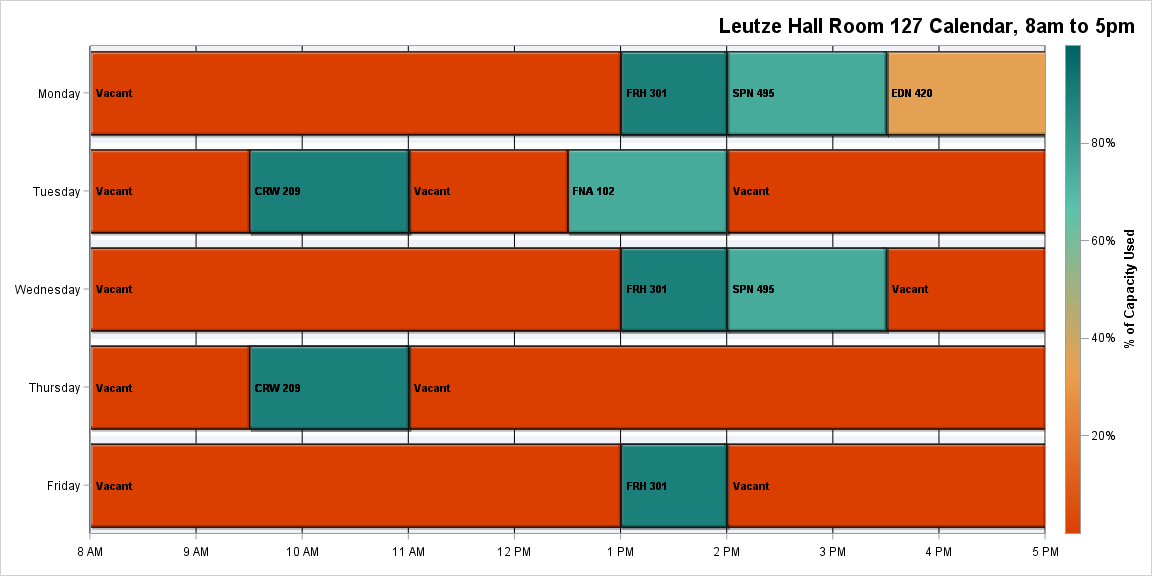 Leutze Hall Room 127 Calendar, 8am to 5pm
Monday
Vacant
FRH 301
SPN 495
EDN 420
Tuesday
Vacant
CRW 209
Vacant
FNA 102
Vacant
Wednesday
Vacant
FRH 301
SPN 495
Vacant
Thursday
Vacant
CRW 209
Vacant
Friday
Vacant
FRH 301
Vacant
8 AM
9 AM
10 AM
11 AM
12 PM
1 PM
2 PM
3 PM
4 PM
5 PM
80%
60%
40%
20%
% of Capacity Used